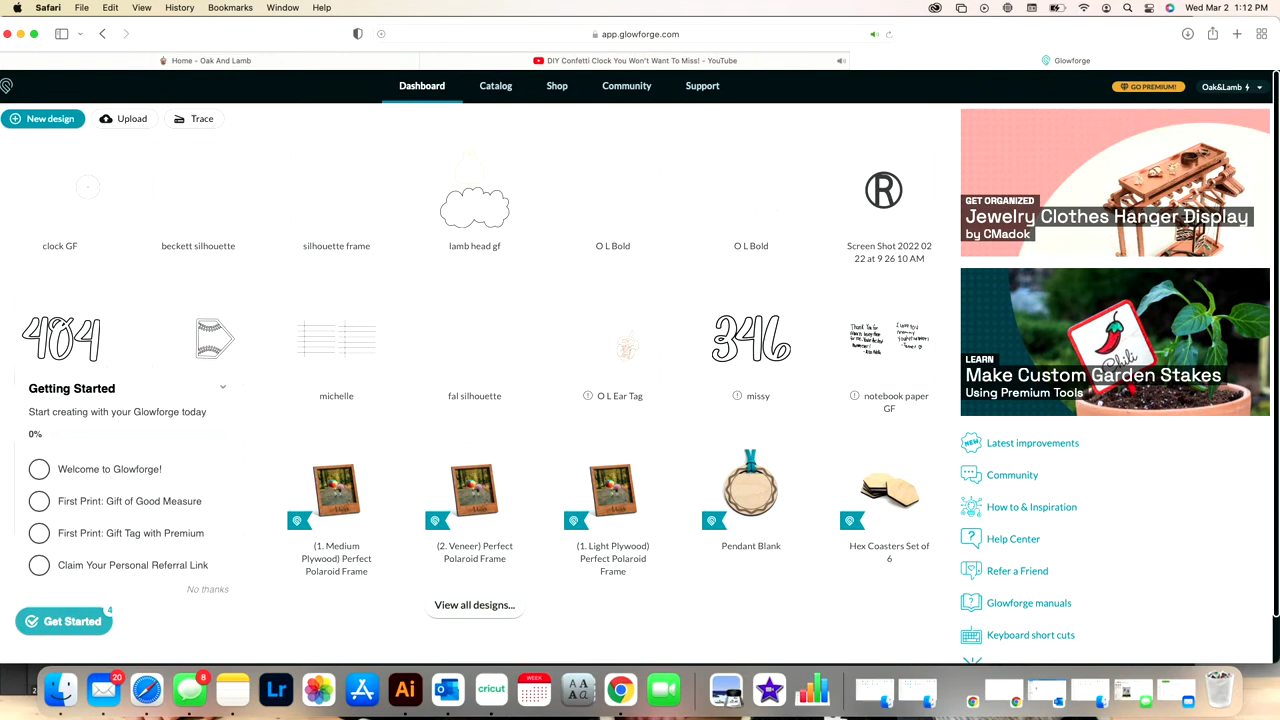 Safari File Edit View History Bookmarks Window Help Wed Mar 2 1:12 PM
app.glowforge.com
Home - Oak And Lamb DIY Confetti Clock You Won't Want To Miss! - YouTube Glowforge
Dashboard Catalog Shop Community Support GO PREMIUM! Oak&Lamb
New design Upload Trace
clock GF beckett silhouette silhouette frame lamb head gf O L Bold O L Bold Screen Shot 2022 02
22 at 9 26 10 AM
R
GET ORGANIZED
Jewelry Clothes Hanger Display
by CMadok
404 346
michelle fal silhouette O L Ear Tag missy notebook paper
GF
Chili
LEARN
Make Custom Garden Stakes
Using Premium Tools
Getting Started
Start creating with your Glowforge today
0%
Welcome to Glowforge!
First Print: Gift of Good Measure
First Print: Gift Tag with Premium
Claim Your Personal Referral Link
No thanks
Get Started 4
(1. Medium
Plywood) Perfect
Polaroid Frame
(2. Veneer) Perfect
Polaroid Frame
(1. Light Plywood)
Perfect Polaroid
Frame
Pendant Blank
Hex Coasters Set of
6
View all designs...
Latest improvements
Community
How to & Inspiration
Help Center
Refer a Friend
Glowforge manuals
Keyboard short cuts
20 8 Lr Ai cricut WEEK